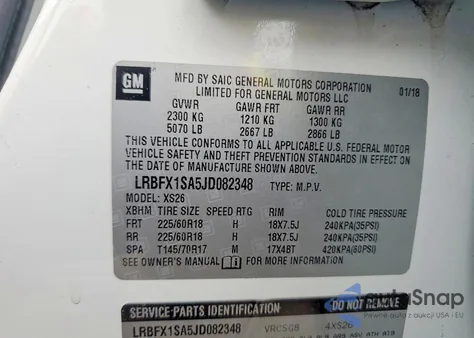 GM
MFD BY SAIC GENERAL MOTORS CORPORATION 01/18
LIMITED FOR GENERAL MOTORS LLC
GVWR GAWR FRT GAWR RR
2300 KG 1210 KG 1300 KG
5070 LB 2667 LB 2866 LB
THIS VEHICLE CONFORMS TO ALL APPLICABLE U.S. FEDERAL MOTOR
VEHICLE SAFETY AND THEFT PREVENTION STANDARDS IN EFFECT ON
THE DATE OF MANUFACTURE SHOWN ABOVE
LRBFX1SA5JD082348 TYPE: M.P.V.
MODEL: XS26
XBHM TIRE SIZE SPEED RTG RIM COLD TIRE PRESSURE
FRT 225/60R18 H 18X7.5J 240KPA(35PSI)
RR 225/60R18 H 18X7.5J 240KPA(35PSI)
SPA T145/70R17 M 17X4BT 420KPA(60PSI)
SEE OWNER'S MANUAL FOR MORE INFORMATION
SERVICE PARTS IDENTIFICATION DO NOT REMOVE
LRBFX1SA5JD082348 VRCSG8 4XS26
autoSnap